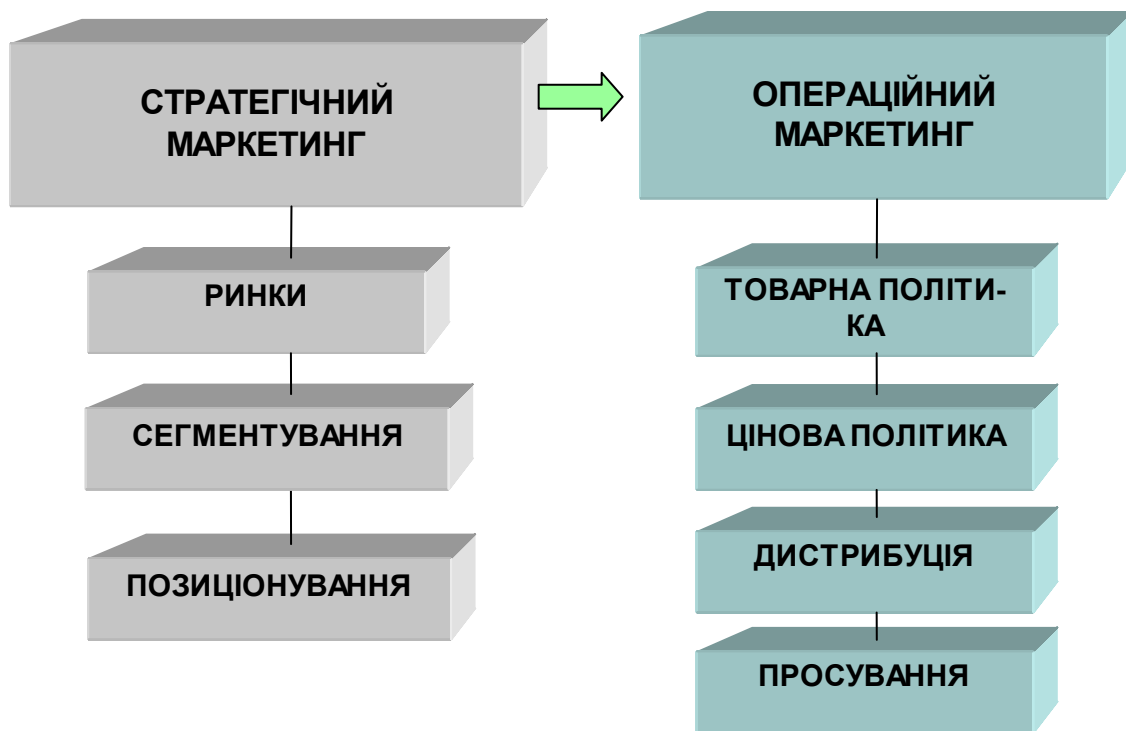 СТРАТЕГІЧНИЙ
МАРКЕТИНГ
РИНКИ
СЕГМЕНТУВАННЯ
ПОЗИЦІОНУВАННЯ
ОПЕРАЦІЙНИЙ
МАРКЕТИНГ
ТОВАРНА ПОЛІТИ-
КА
ЦІНОВА ПОЛІТИКА
ДИСТРИБУЦІЯ
ПРОСУВАННЯ